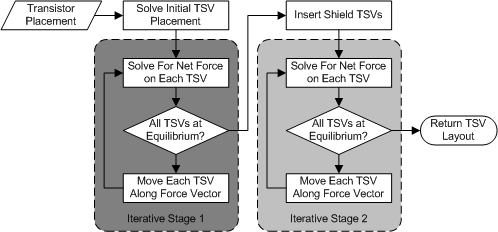 Transistor
Placement
Solve Initial TSV
Placement
Solve For Net Force
on Each TSV
All TSVs at
Equilibrium?
Move Each TSV
Along Force Vector
Iterative Stage 1
Insert Shield TSVs
Solve For Net Force
on Each TSV
All TSVs at
Equilibrium?
Move Each TSV
Along Force Vector
Iterative Stage 2
Return TSV
Layout